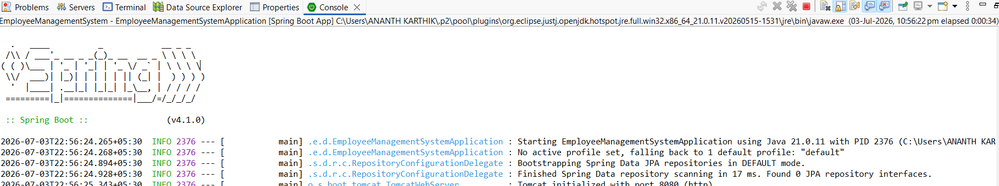 Problems Servers Terminal Data Source Explorer Properties Console
EmployeeManagementSystem - EmployeeManagementSystemApplication [Spring Boot App] C:\Users\ANANTH KARTHIK\.p2\pool\plugins\org.eclipse.justj.openjdk.hotspot.jre.full.win32.x86_64_21.0.11.v20260515-1531\jre\bin\javaw.exe (03-Jul-2026, 10:56:22 pm elapsed 0:00:34)
  .   ____          _            __ _ _
 /\\ / ___'_ __ _ _(_)_ __  __ _ \ \ \ \
( ( )\___ | '_ | '_| | '_ \/ _` | \ \ \ \
 \\/  ___)| |_)| | | | | || (_| |  ) ) ) )
  '  |____| .__|_| |_|_| |_\__, | / / / /
 =========|_|==============|___/=/_/_/_/
 :: Spring Boot ::                (v4.1.0)
2026-07-03T22:56:24.265+05:30  INFO 2376 --- [           main] .e.d.EmployeeManagementSystemApplication : Starting EmployeeManagementSystemApplication using Java 21.0.11 with PID 2376 (C:\Users\ANANTH KAR
2026-07-03T22:56:24.268+05:30  INFO 2376 --- [           main] .e.d.EmployeeManagementSystemApplication : No active profile set, falling back to 1 default profile: "default"
2026-07-03T22:56:24.894+05:30  INFO 2376 --- [           main] .s.d.r.c.RepositoryConfigurationDelegate : Bootstrapping Spring Data JPA repositories in DEFAULT mode.
2026-07-03T22:56:24.928+05:30  INFO 2376 --- [           main] .s.d.r.c.RepositoryConfigurationDelegate : Finished Spring Data repository scanning in 17 ms. Found 0 JPA repository interfaces.
2026-07-03T22:56:25.343+05:30  INFO 2376 --- [           main] o.s.boot.tomcat.TomcatWebServer          : Tomcat initialized with port 8080 (http)